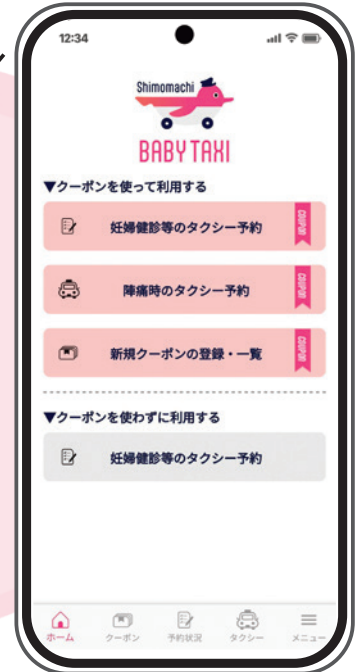 12:34
Shimomachi
BABY TAXI
▼クーポンを使って利用する
妊婦健診等のタクシー予約
COUPON
陣痛時のタクシー予約
COUPON
新規クーポンの登録・一覧
COUPON
▼クーポンを使わずに利用する
妊婦健診等のタクシー予約
ホーム
クーポン
予約状況
タクシー
メニュー